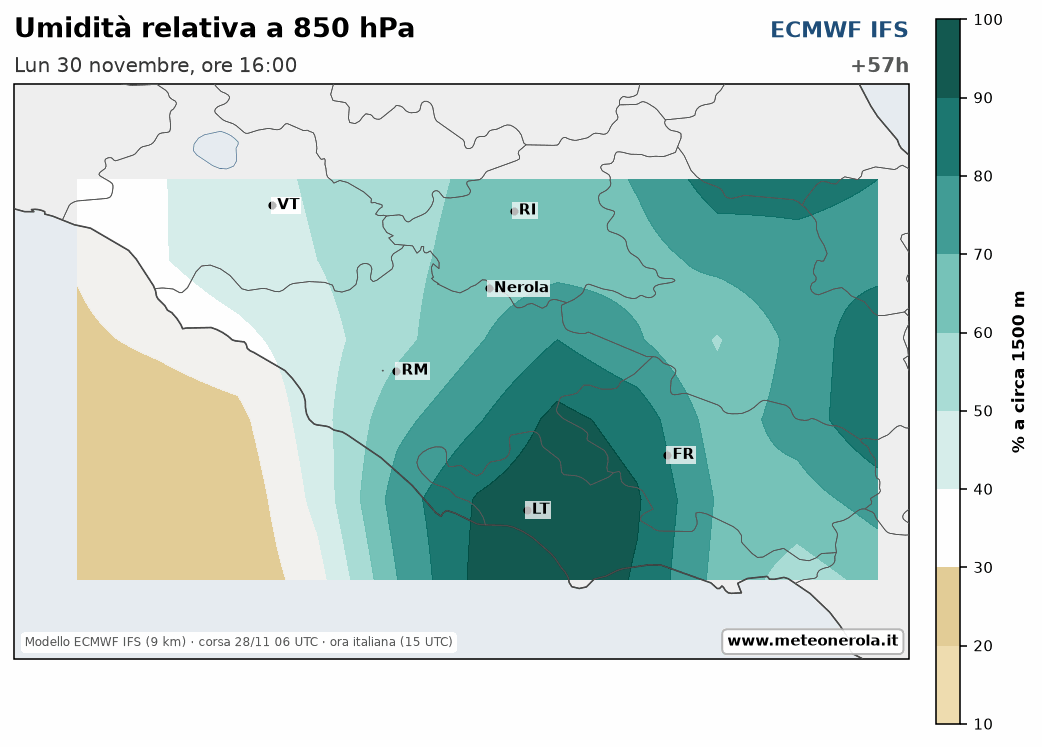 Umidità relativa a 850 hPa
ECMWF IFS
Lun 30 novembre, ore 16:00
+57h
100
90
80
70
60
50
40
30
20
10
% a circa 1500 m
VT
RI
Nerola
RM
FR
LT
Modello ECMWF IFS (9 km) · corsa 28/11 06 UTC · ora italiana (15 UTC)
www.meteonerola.it